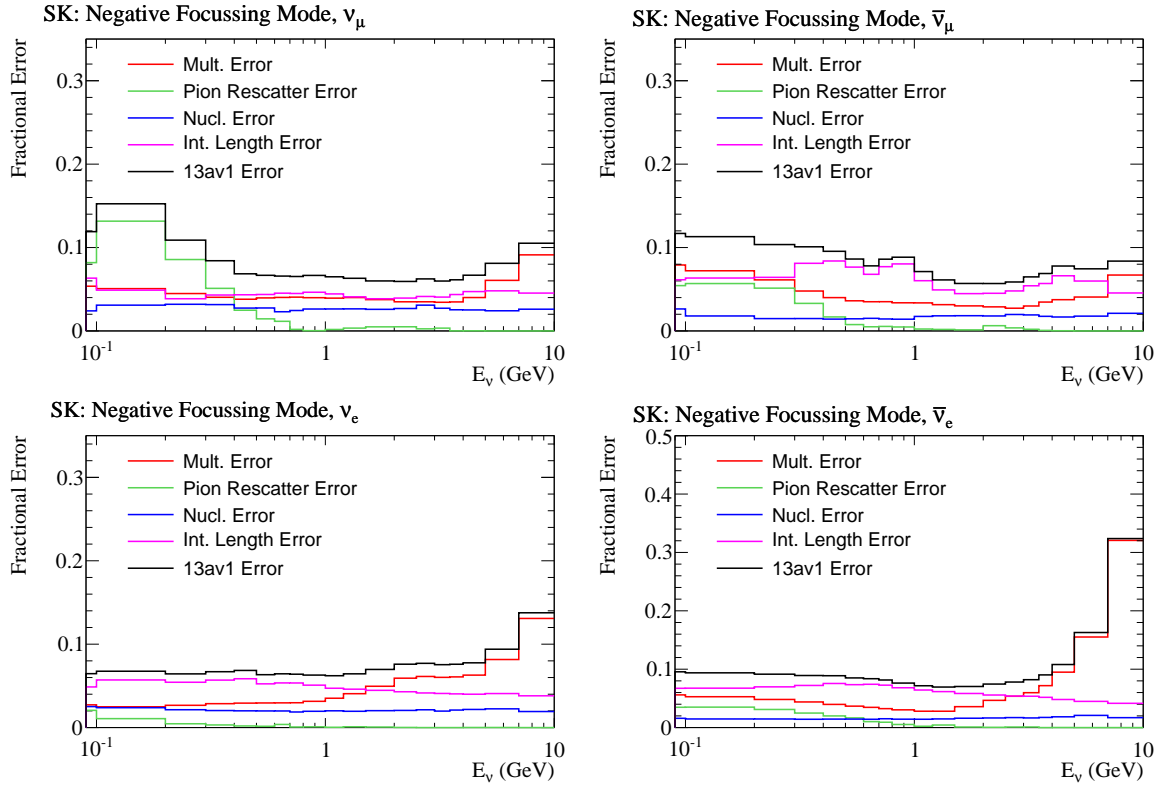 SK: Negative Focussing Mode, ν_μ
Fractional Error
0.3
0.2
0.1
0
Mult. Error
Pion Rescatter Error
Nucl. Error
Int. Length Error
13av1 Error
10⁻¹ 1 10
E_ν (GeV)
SK: Negative Focussing Mode, ν̅_μ
Fractional Error
0.3
0.2
0.1
0
Mult. Error
Pion Rescatter Error
Nucl. Error
Int. Length Error
13av1 Error
10⁻¹ 1 10
E_ν (GeV)
SK: Negative Focussing Mode, ν_e
Fractional Error
0.3
0.2
0.1
0
Mult. Error
Pion Rescatter Error
Nucl. Error
Int. Length Error
13av1 Error
10⁻¹ 1 10
E_ν (GeV)
SK: Negative Focussing Mode, ν̅_e
Fractional Error
0.5
0.4
0.3
0.2
0.1
0
Mult. Error
Pion Rescatter Error
Nucl. Error
Int. Length Error
13av1 Error
10⁻¹ 1 10
E_ν (GeV)